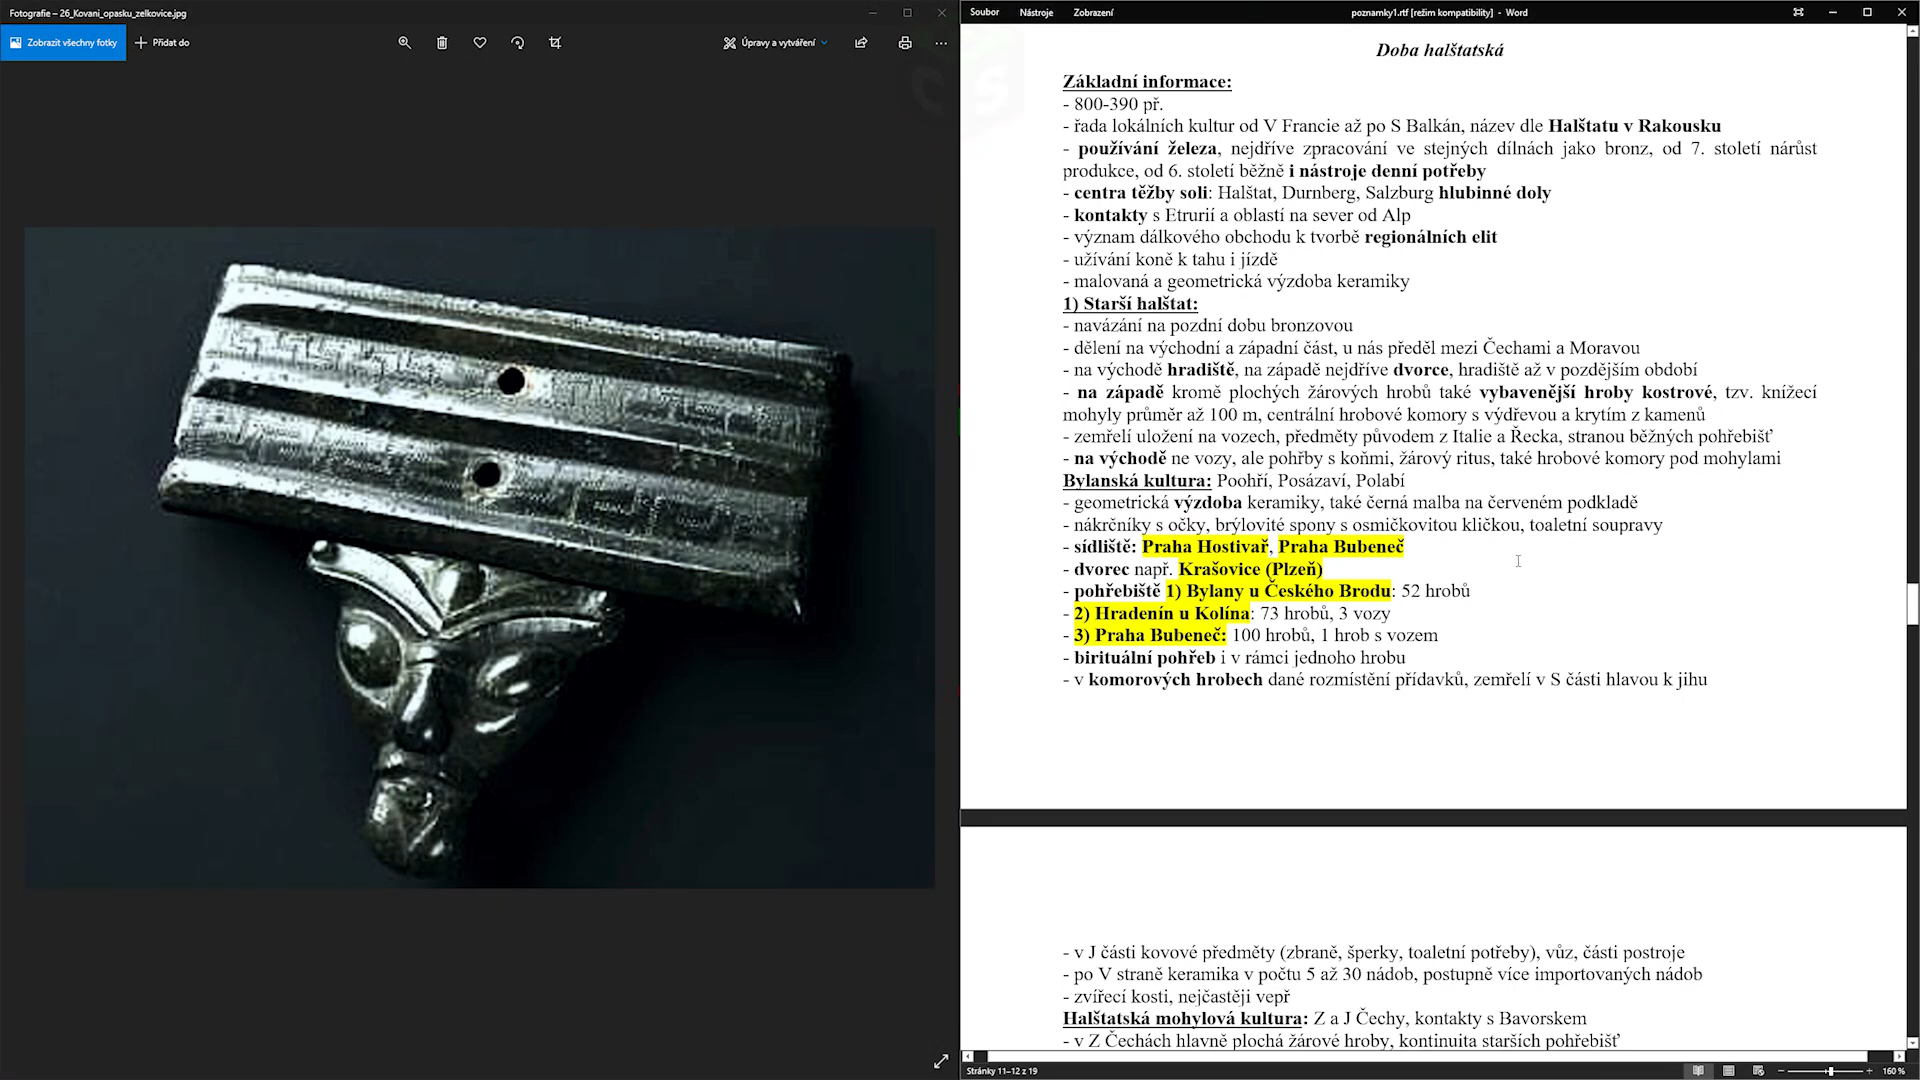 Fotografie – 26_Kovani_opasku_zelkovice.jpg
Zobrazit všechny fotky
Přidat do
Úpravy a vytváření
Soubor
Nástroje
Zobrazení
poznamky1.rtf [režim kompatibility] - Word
Doba halštatská
Základní informace:
- 800-390 př.
- řada lokálních kultur od V Francie až po S Balkán, název dle Halštatu v Rakousku
- používání železa, nejdříve zpracování ve stejných dílnách jako bronz, od 7. století nárůst
produkce, od 6. století běžně i nástroje denní potřeby
- centra těžby soli: Halštat, Durnberg, Salzburg hlubinné doly
- kontakty s Etrurií a oblastí na sever od Alp
- význam dálkového obchodu k tvorbě regionálních elit
- užívání koně k tahu i jízdě
- malovaná a geometrická výzdoba keramiky
1) Starší halštat:
- navázání na pozdní dobu bronzovou
- dělení na východní a západní část, u nás předěl mezi Čechami a Moravou
- na východě hradiště, na západě nejdříve dvorce, hradiště až v pozdějším období
- na západě kromě plochých žárových hrobů také vybavenější hroby kostrové, tzv. knížecí
mohyly průměr až 100 m, centrální hrobové komory s výdřevou a krytím z kamenů
- zemřelí uložení na vozech, předměty původem z Italie a Řecka, stranou běžných pohřebišť
- na východě ne vozy, ale pohřby s koňmi, žárový ritus, také hrobové komory pod mohylami
Bylanská kultura: Poohří, Posázaví, Polabí
- geometrická výzdoba keramiky, také černá malba na červeném podkladě
- nákrčníky s očky, brýlovité spony s osmičkovitou kličkou, toaletní soupravy
- sídliště: Praha Hostivař, Praha Bubeneč
- dvorec např. Krašovice (Plzeň)
- pohřebiště 1) Bylany u Českého Brodu: 52 hrobů
- 2) Hradenín u Kolína: 73 hrobů, 3 vozy
- 3) Praha Bubeneč: 100 hrobů, 1 hrob s vozem
- birituální pohřeb i v rámci jednoho hrobu
- v komorových hrobech dané rozmístění přídavků, zemřelí v S části hlavou k jihu
- v J části kovové předměty (zbraně, šperky, toaletní potřeby), vůz, části postroje
- po V straně keramika v počtu 5 až 30 nádob, postupně více importovaných nádob
- zvířecí kosti, nejčastěji vepř
Halštatská mohylová kultura: Z a J Čechy, kontakty s Bavorskem
- v Z Čechách hlavně plochá žárové hroby, kontinuita starších pohřebišť
Stránky 11–12 z 19
160 %